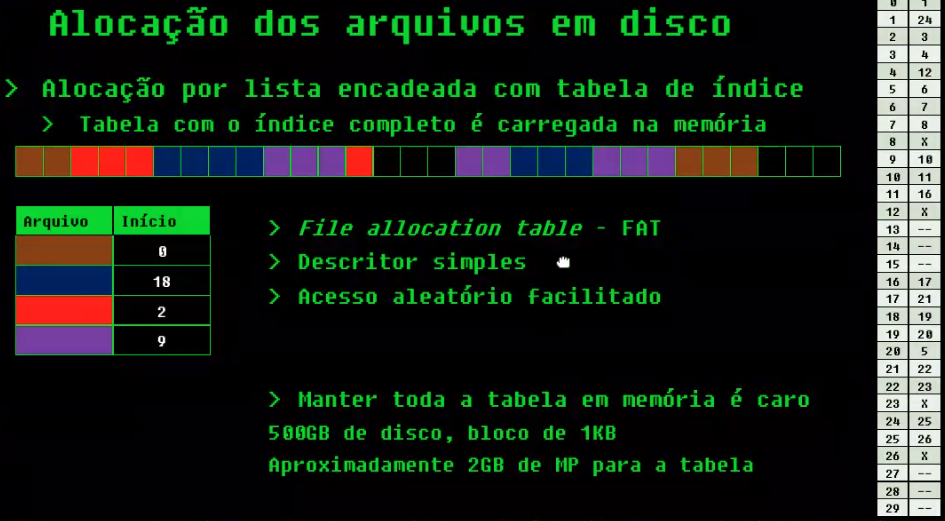 Alocação dos arquivos em disco
> Alocação por lista encadeada com tabela de índice
> Tabela com o índice completo é carregada na memória
Arquivo Início
0
18
2
9
> File allocation table - FAT
> Descritor simples
> Acesso aleatório facilitado
> Manter toda a tabela em memória é caro
500GB de disco, bloco de 1KB
Aproximadamente 2GB de MP para a tabela
0 1
1 24
2 3
3 4
4 12
5 6
6 7
7 8
8 X
9 10
10 11
11 16
12 X
13 --
14 --
15 --
16 17
17 21
18 19
19 20
20 5
21 22
22 23
23 X
24 25
25 26
26 X
27 --
28 --
29 --